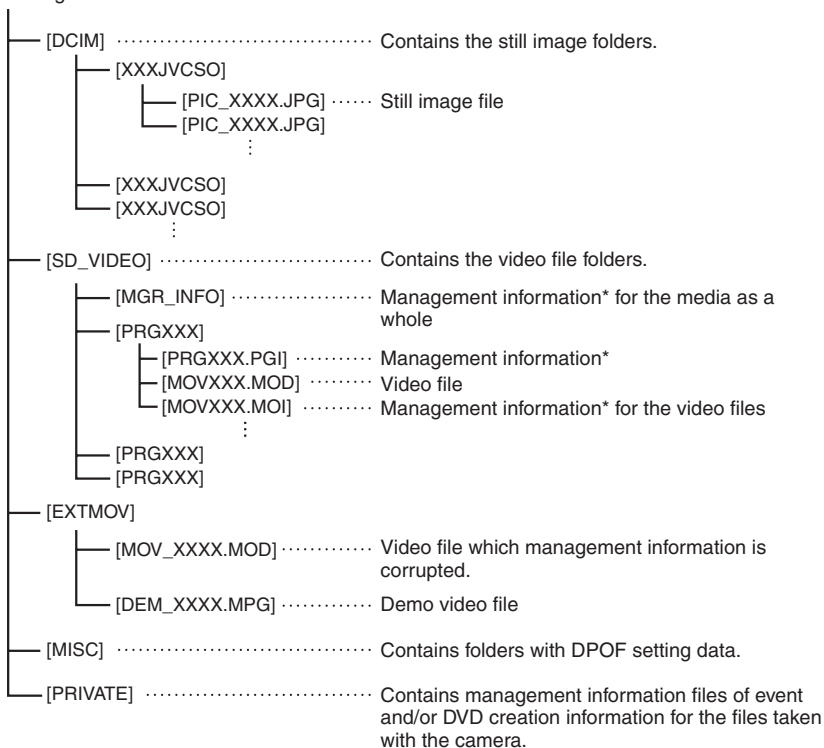 [DCIM] Contains the still image folders.
[XXXJVCSO]
[PIC_XXXX.JPG] Still image file
[PIC_XXXX.JPG]
[XXXJVCSO]
[XXXJVCSO]
[SD_VIDEO] Contains the video file folders.
[MGR_INFO] Management information* for the media as a
whole
[PRGXXX]
[PRGXXX.PGI] Management information*
[MOVXXX.MOD] Video file
[MOVXXX.MOI] Management information* for the video files
[PRGXXX]
[PRGXXX]
[EXTMOV]
[MOV_XXXX.MOD] Video file which management information is
corrupted.
[DEM_XXXX.MPG] Demo video file
[MISC] Contains folders with DPOF setting data.
[PRIVATE] Contains management information files of event
and/or DVD creation information for the files taken
with the camera.